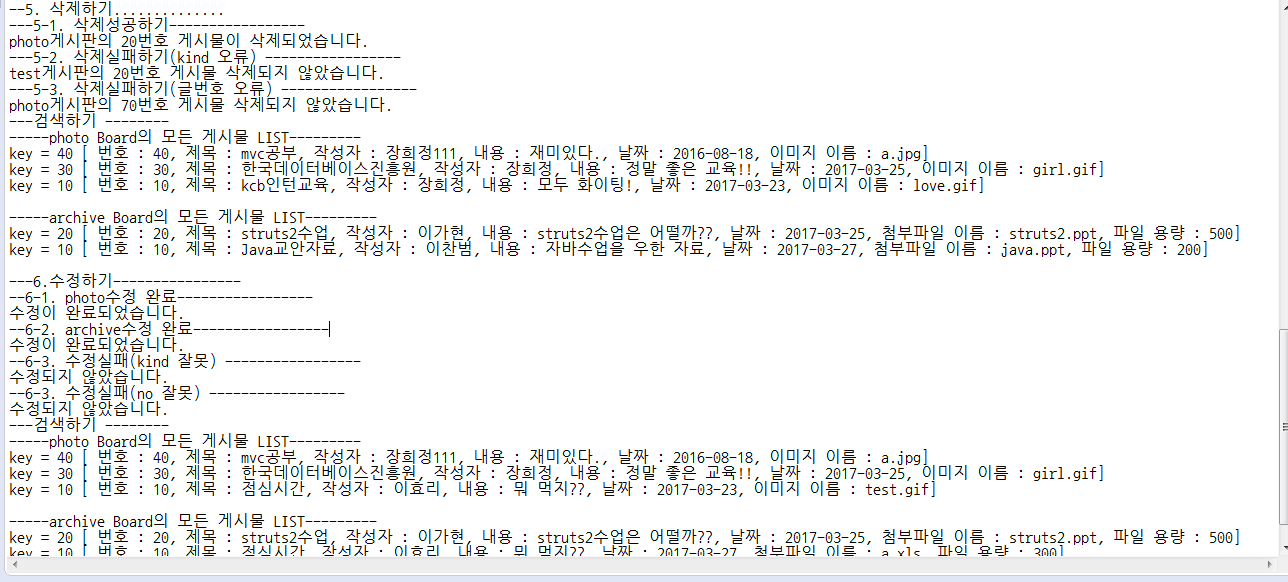 --5. 삭제하기..............
---5-1. 삭제성공하기-----------------
photo게시판의 20번호 게시물이 삭제되었습니다.
---5-2. 삭제실패하기(kind 오류) -----------------
test게시판의 20번호 게시물 삭제되지 않았습니다.
---5-3. 삭제실패하기(글번호 오류) -----------------
photo게시판의 70번호 게시물 삭제되지 않았습니다.
---검색하기 --------
-----photo Board의 모든 게시물 LIST---------
key = 40 [ 번호 : 40, 제목 : mvc공부, 작성자 : 장희정111, 내용 : 재미있다., 날짜 : 2016-08-18, 이미지 이름 : a.jpg]
key = 30 [ 번호 : 30, 제목 : 한국데이터베이스진흥원, 작성자 : 장희정, 내용 : 정말 좋은 교육!!, 날짜 : 2017-03-25, 이미지 이름 : girl.gif]
key = 10 [ 번호 : 10, 제목 : kcb인턴교육, 작성자 : 장희정, 내용 : 모두 화이팅!, 날짜 : 2017-03-23, 이미지 이름 : love.gif]
-----archive Board의 모든 게시물 LIST---------
key = 20 [ 번호 : 20, 제목 : struts2수업, 작성자 : 이가현, 내용 : struts2수업은 어떨까??, 날짜 : 2017-03-25, 첨부파일 이름 : struts2.ppt, 파일 용량 : 500]
key = 10 [ 번호 : 10, 제목 : Java교안자료, 작성자 : 이찬범, 내용 : 자바수업을 우한 자료, 날짜 : 2017-03-27, 첨부파일 이름 : java.ppt, 파일 용량 : 200]
---6.수정하기----------------
--6-1. photo수정 완료-----------------
수정이 완료되었습니다.
--6-2. archive수정 완료-----------------
수정이 완료되었습니다.
--6-3. 수정실패(kind 잘못) -----------------
수정되지 않았습니다.
--6-3. 수정실패(no 잘못) -----------------
수정되지 않았습니다.
---검색하기 --------
-----photo Board의 모든 게시물 LIST---------
key = 40 [ 번호 : 40, 제목 : mvc공부, 작성자 : 장희정111, 내용 : 재미있다., 날짜 : 2016-08-18, 이미지 이름 : a.jpg]
key = 30 [ 번호 : 30, 제목 : 한국데이터베이스진흥원, 작성자 : 장희정, 내용 : 정말 좋은 교육!!, 날짜 : 2017-03-25, 이미지 이름 : girl.gif]
key = 10 [ 번호 : 10, 제목 : 점심시간, 작성자 : 이효리, 내용 : 뭐 먹지??, 날짜 : 2017-03-23, 이미지 이름 : test.gif]
-----archive Board의 모든 게시물 LIST---------
key = 20 [ 번호 : 20, 제목 : struts2수업, 작성자 : 이가현, 내용 : struts2수업은 어떨까??, 날짜 : 2017-03-25, 첨부파일 이름 : struts2.ppt, 파일 용량 : 500]
key = 10 [ 번호 : 10, 제목 : 점심시간, 작성자 : 이효리, 내용 : 뭐 먹지??, 날짜 : 2017-03-27, 첨부파일 이름 : a.xls, 파일 용량 : 300]